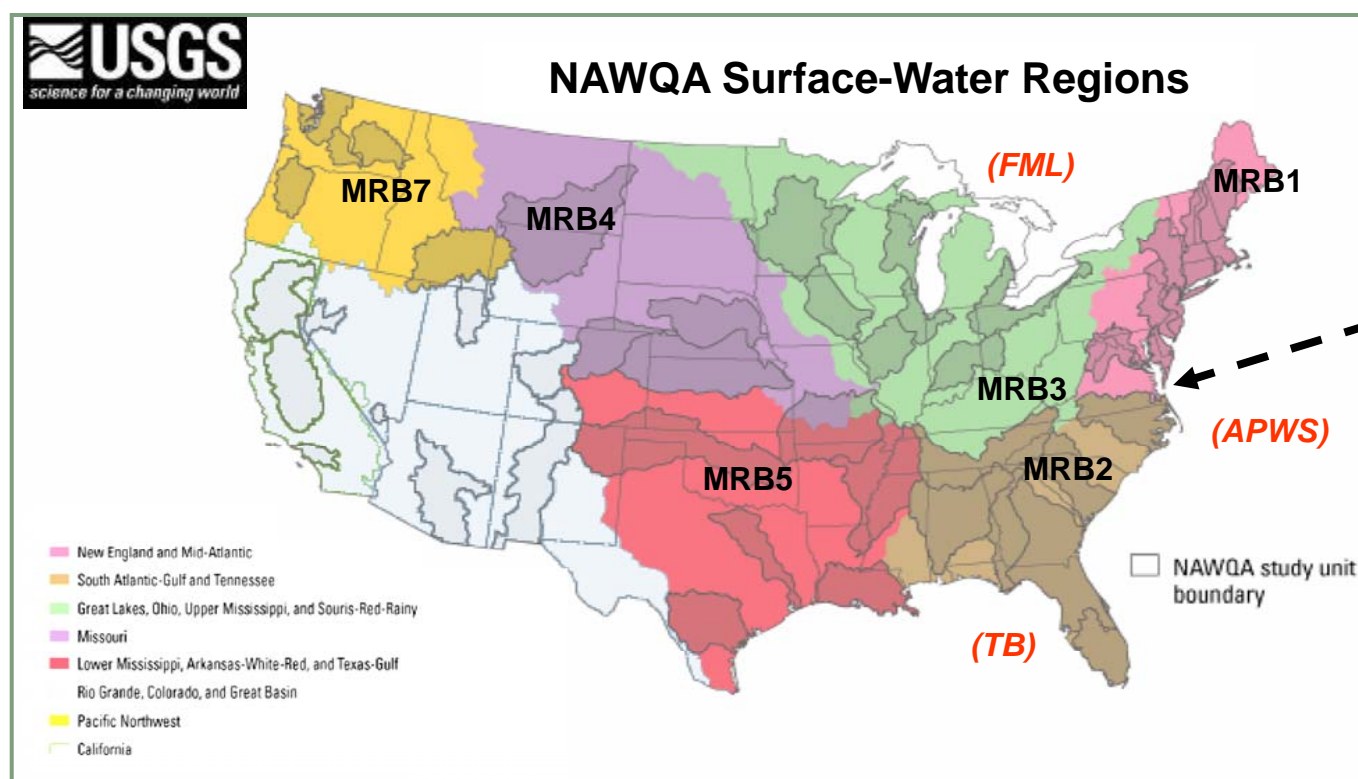 USGS
science for a changing world
NAWQA Surface-Water Regions
(FML)
MRB1
MRB7
MRB4
MRB3
(APWS)
MRB2
MRB5
New England and Mid-Atlantic
South Atlantic-Gulf and Tennessee
Great Lakes, Ohio, Upper Mississippi, and Souris-Red-Rainy
Missouri
Lower Mississippi, Arkansas-White-Red, and Texas-Gulf
Rio Grande, Colorado, and Great Basin
Pacific Northwest
California
NAWQA study unit
boundary
(TB)